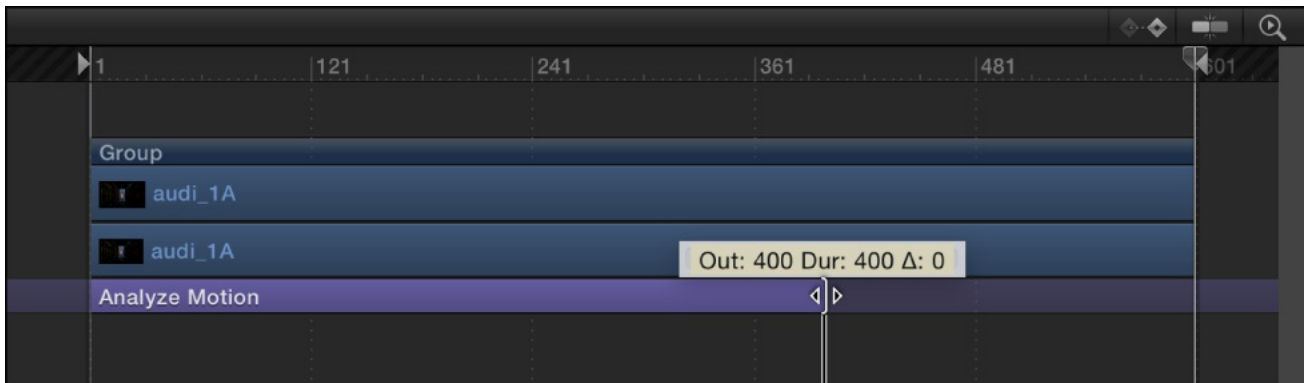 1 121 241 361 481 601
Group
audi_1A
audi_1A
Out: 400 Dur: 400 Δ: 0
Analyze Motion